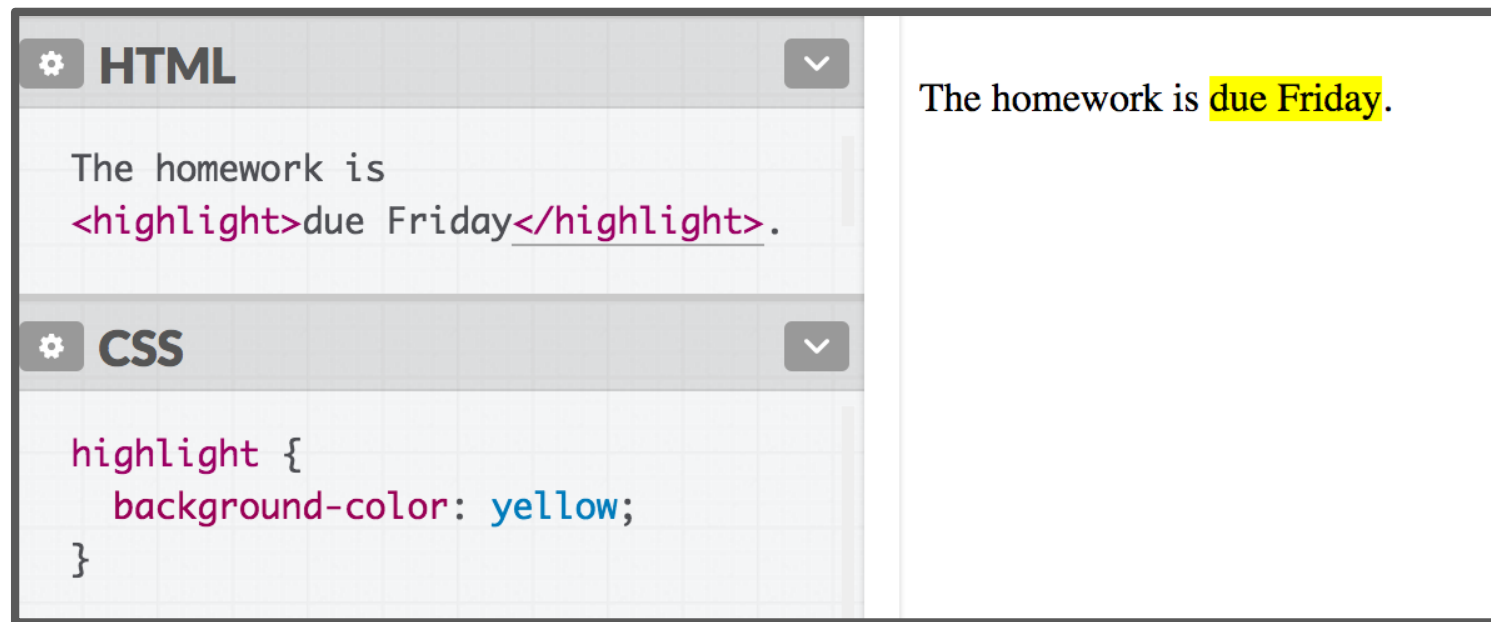 HTML
The homework is
<highlight>due Friday</highlight>.
CSS
highlight {
  background-color: yellow;
}
The homework is due Friday.